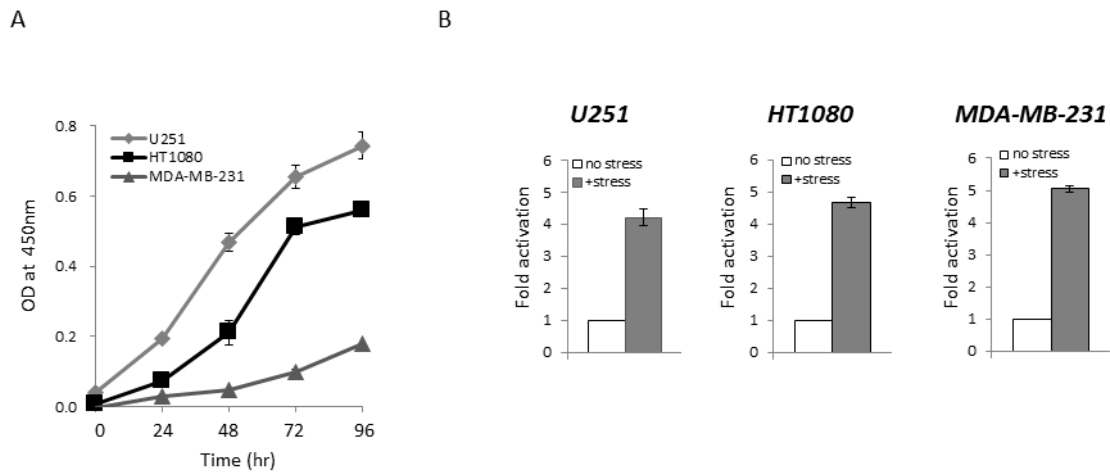 A
B
U251
HT1080
MDA-MB-231
OD at 450nm
0.8
0.6
0.4
0.2
0.0
U251
HT1080
MDA-MB-231
0 24 48 72 96
Time (hr)
Fold activation
6
5
4
3
2
1
0
no stress
+stress
Fold activation
6
5
4
3
2
1
0
no stress
+stress
Fold activation
6
5
4
3
2
1
0
no stress
+stress